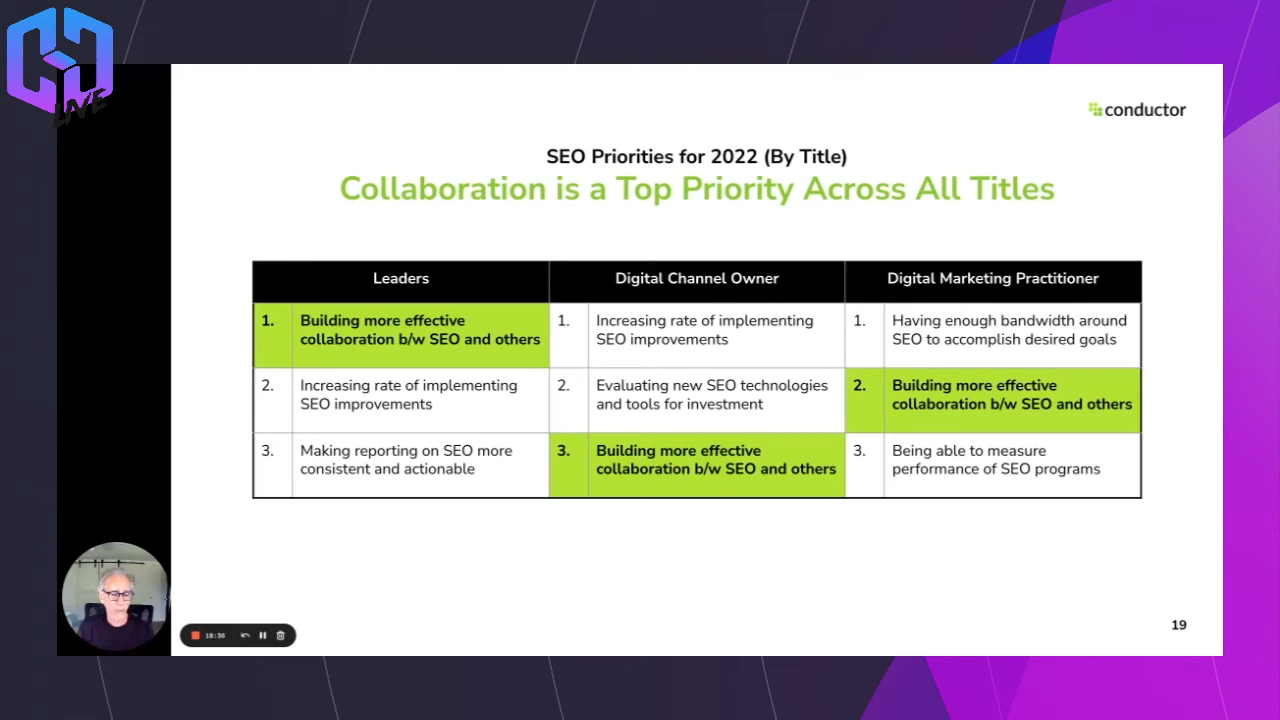 LIVE
conductor
SEO Priorities for 2022 (By Title)
Collaboration is a Top Priority Across All Titles
Leaders
Digital Channel Owner
Digital Marketing Practitioner
1.
Building more effective
collaboration b/w SEO and others
1.
Increasing rate of implementing
SEO improvements
1.
Having enough bandwidth around
SEO to accomplish desired goals
2.
Increasing rate of implementing
SEO improvements
2.
Evaluating new SEO technologies
and tools for investment
2.
Building more effective
collaboration b/w SEO and others
3.
Making reporting on SEO more
consistent and actionable
3.
Building more effective
collaboration b/w SEO and others
3.
Being able to measure
performance of SEO programs
19
18:36